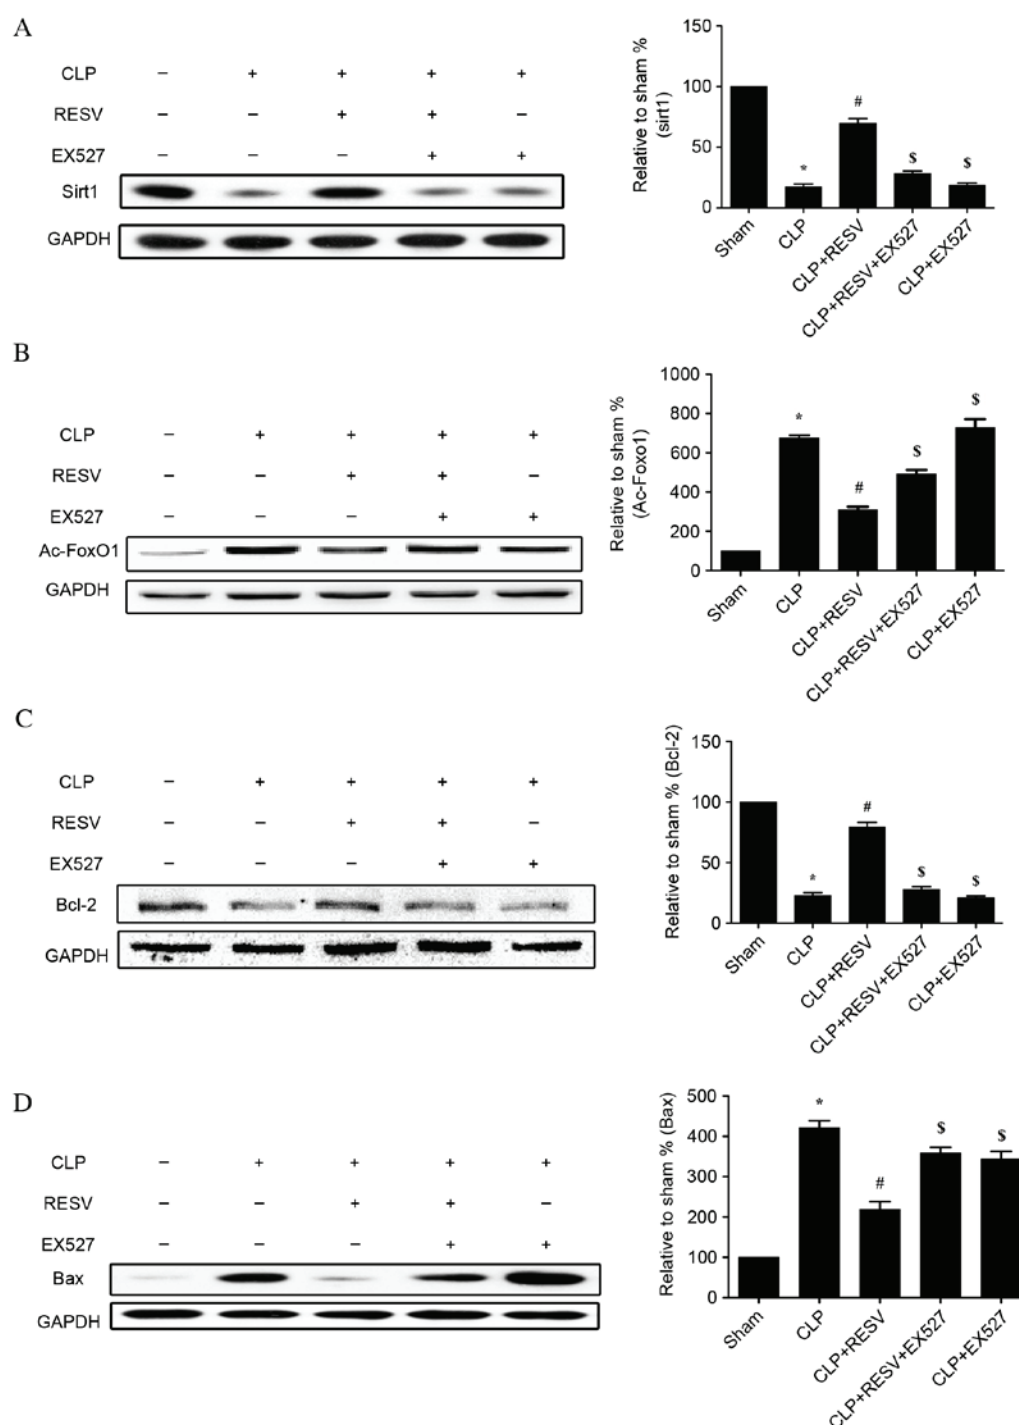 A
CLP − + + + +
RESV − − + + −
EX527 − − − + +
Sirt1
GAPDH
Relative to sham %
(sirt1)
150
100
50
0
*
#
$
$
Sham
CLP
CLP+RESV
CLP+RESV+EX527
CLP+EX527
B
CLP − + + + +
RESV − − + + −
EX527 − − − + +
Ac-FoxO1
GAPDH
Relative to sham %
(Ac-Foxo1)
1000
800
600
400
200
0
*
#
$
$
Sham
CLP
CLP+RESV
CLP+RESV+EX527
CLP+EX527
C
CLP − + + + +
RESV − − + + −
EX527 − − − + +
Bcl-2
GAPDH
Relative to sham % (Bcl-2)
150
100
50
0
*
#
$
$
Sham
CLP
CLP+RESV
CLP+RESV+EX527
CLP+EX527
D
CLP − + + + +
RESV − − + + −
EX527 − − − + +
Bax
GAPDH
Relative to sham % (Bax)
500
400
300
200
100
0
*
#
$
$
Sham
CLP
CLP+RESV
CLP+RESV+EX527
CLP+EX527